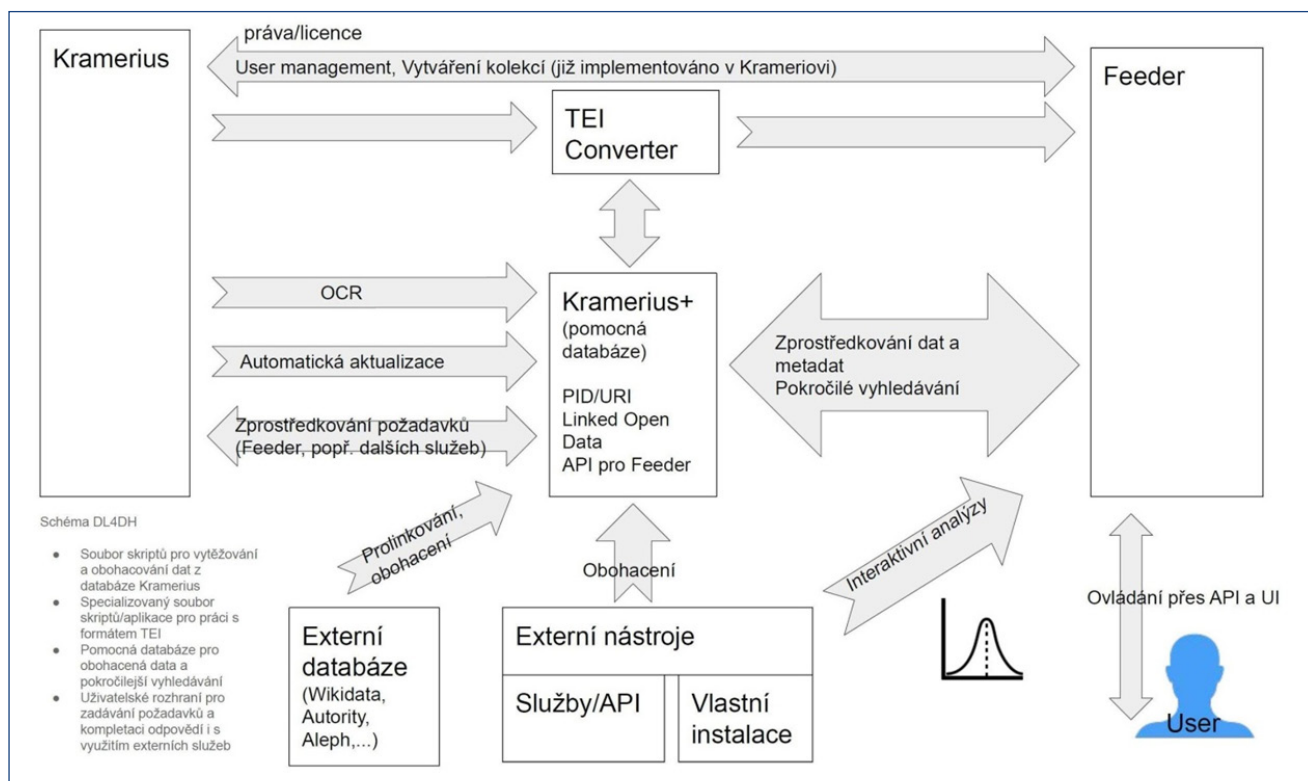 práva/licence
Kramerius
User management, Vytváření kolekcí (již implementováno v Krameriovi)
Feeder
TEI
Converter
OCR
Automatická aktualizace
Zprostředkování požadavků
(Feeder, popř. dalších služeb)
Kramerius+
(pomocná
databáze)
PID/URI
Linked Open
Data
API pro Feeder
Zprostředkování dat a
metadat
Pokročilé vyhledávání
Schéma DL4DH
● Soubor skriptů pro vytěžování
a obohacování dat z
databáze Kramerius
● Specializovaný soubor
skriptů/aplikace pro práci s
formátem TEI
● Pomocná databáze pro
obohacená data a
pokročilejší vyhledávání
● Uživatelské rozhraní pro
zadávání požadavků a
kompletaci odpovědí i s
využitím externích služeb
Prolinkování,
obohacení
Obohacení
Interaktivní analýzy
Ovládání přes API a UI
Externí
databáze
(Wikidata,
Autority,
Aleph,...)
Externí nástroje
Služby/API
Vlastní
instalace
User